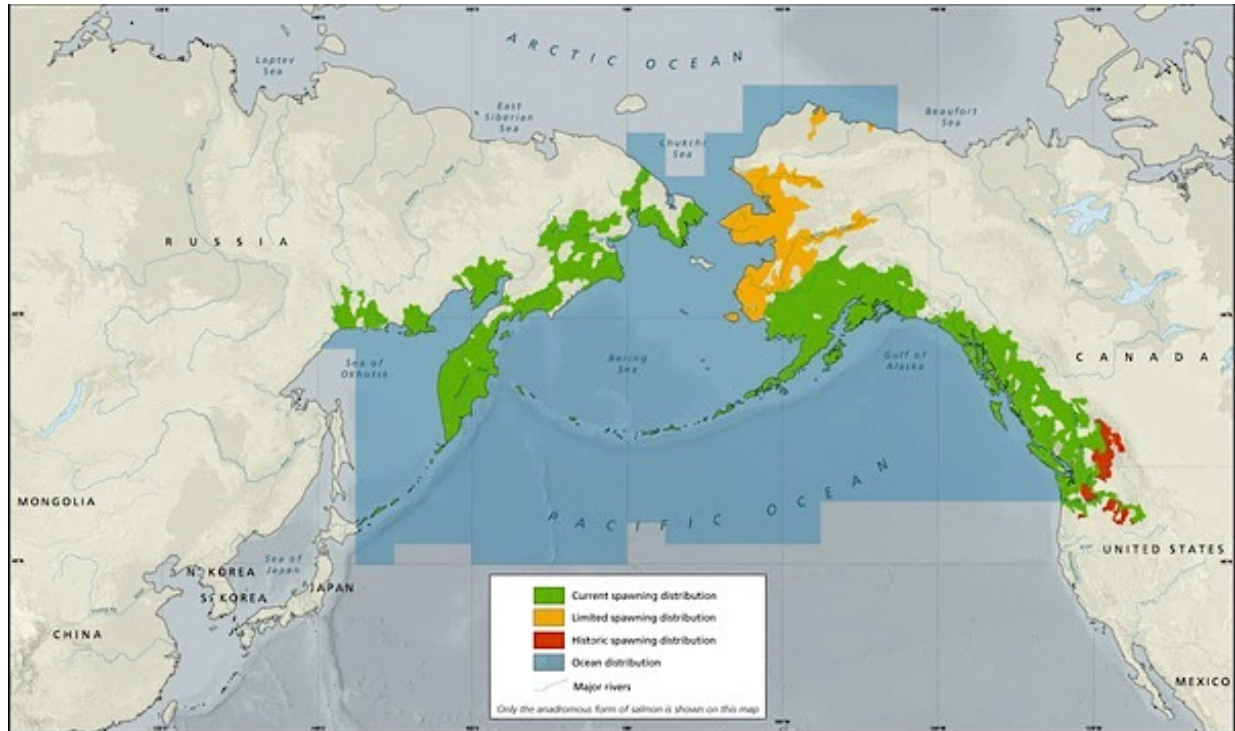 ARCTIC OCEAN
Laptev
Sea
East
Siberian
Sea
Beaufort
Sea
Chukchi
Sea
RUSSIA
CANADA
Sea of
Okhotsk
Bering
Sea
Gulf of
Alaska
MONGOLIA
PACIFIC OCEAN
UNITED STATES
Sea of
Japan
N. KOREA
S. KOREA
JAPAN
CHINA
MEXICO
Current spawning distribution
Limited spawning distribution
Historic spawning distribution
Ocean distribution
Major rivers
Only the anadromous form of salmon is shown on this map